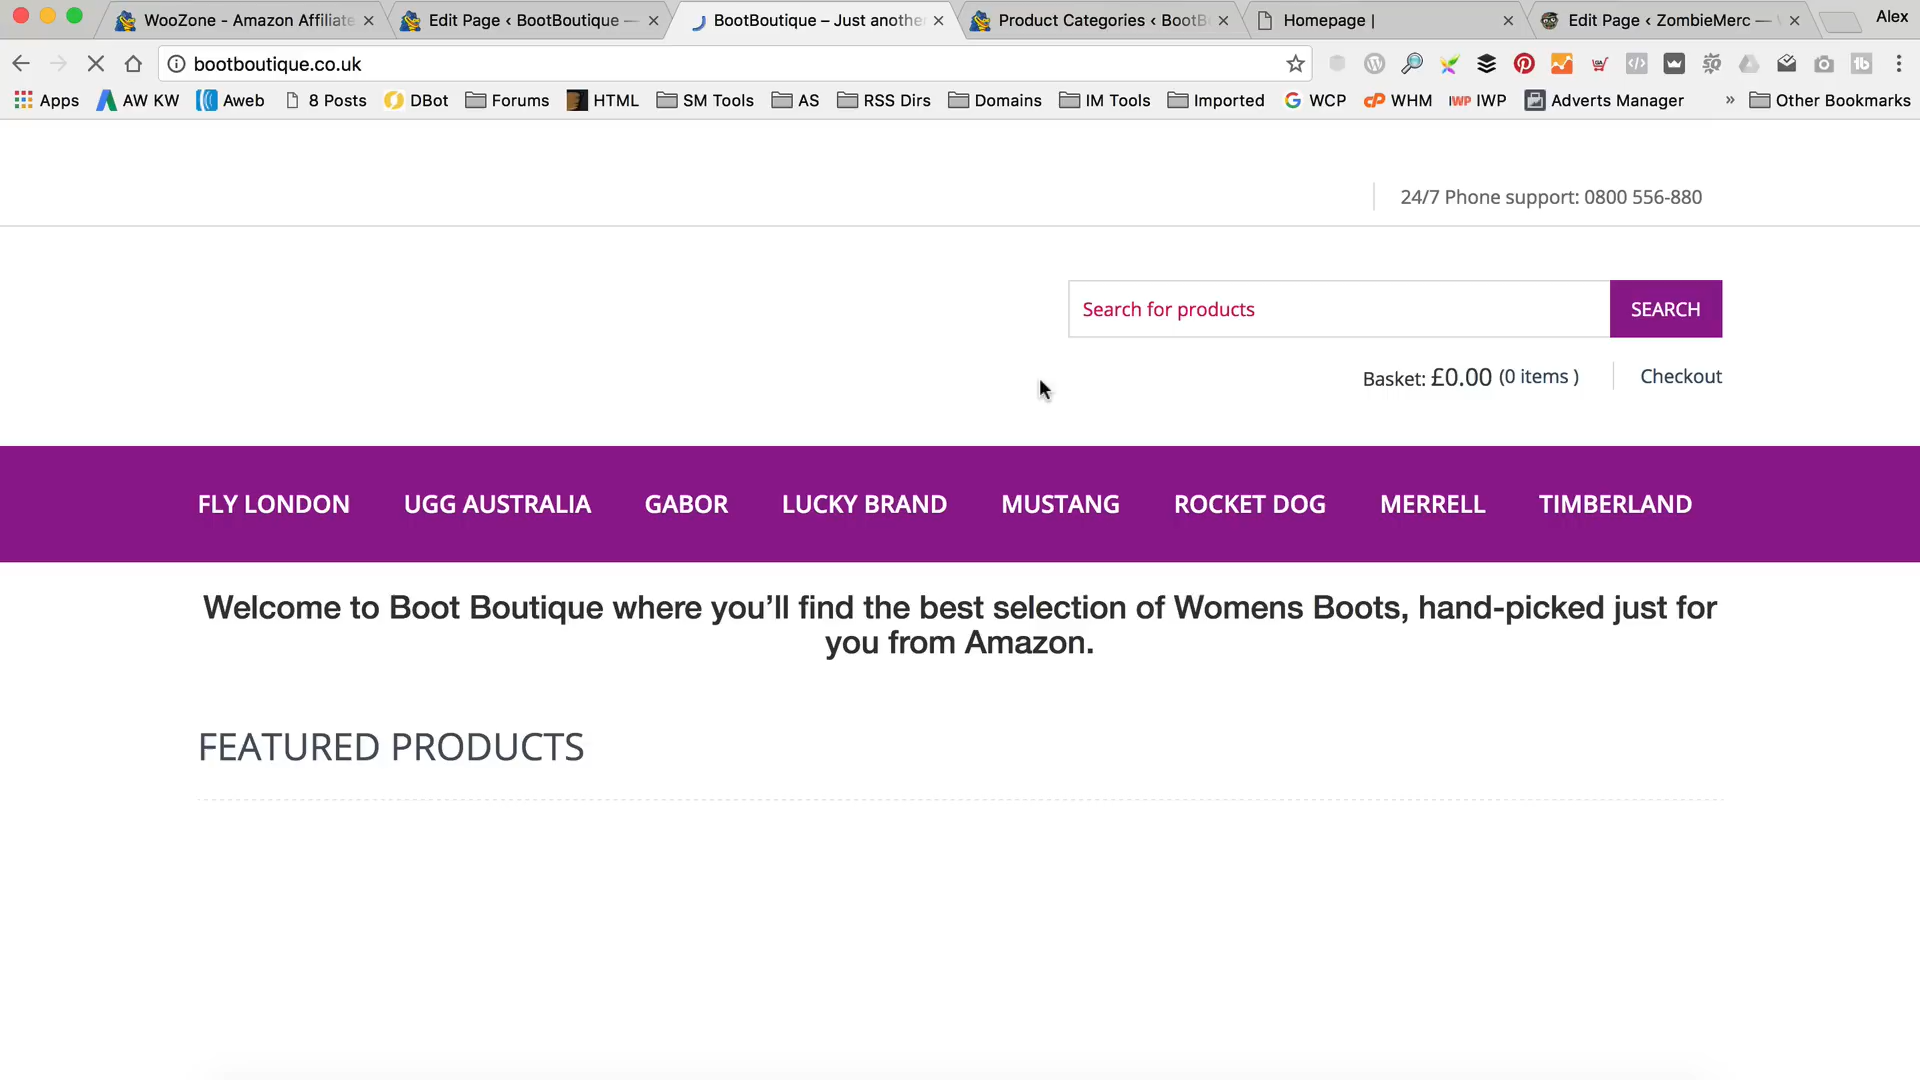 WooZone - Amazon Affiliate
Edit Page ‹ BootBoutique —
BootBoutique – Just anothe
Product Categories ‹ BootB
Homepage |
Edit Page ‹ ZombieMerc —
Alex
bootboutique.co.uk
Apps
AW KW
Aweb
8 Posts
DBot
Forums
HTML
SM Tools
AS
RSS Dirs
Domains
IM Tools
Imported
WCP
WHM
IWP
Adverts Manager
»
Other Bookmarks
24/7 Phone support: 0800 556-880
Search for products
SEARCH
Basket: £0.00 (0 items )
Checkout
FLY LONDON
UGG AUSTRALIA
GABOR
LUCKY BRAND
MUSTANG
ROCKET DOG
MERRELL
TIMBERLAND
Welcome to Boot Boutique where you’ll find the best selection of Womens Boots, hand-picked just for
you from Amazon.
FEATURED PRODUCTS